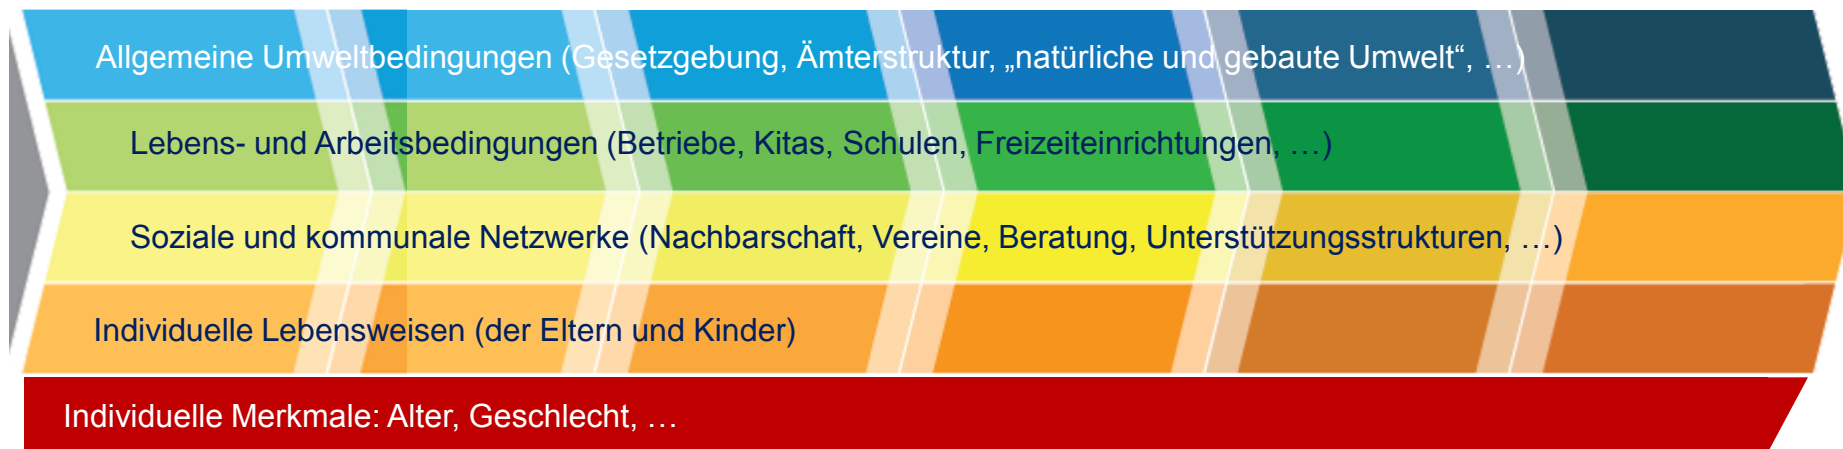 Allgemeine Umweltbedingungen (Gesetzgebung, Ämterstruktur, „natürliche und gebaute Umwelt“, …)
Lebens- und Arbeitsbedingungen (Betriebe, Kitas, Schulen, Freizeiteinrichtungen, …)
Soziale und kommunale Netzwerke (Nachbarschaft, Vereine, Beratung, Unterstützungsstrukturen, …)
Individuelle Lebensweisen (der Eltern und Kinder)
Individuelle Merkmale: Alter, Geschlecht, …